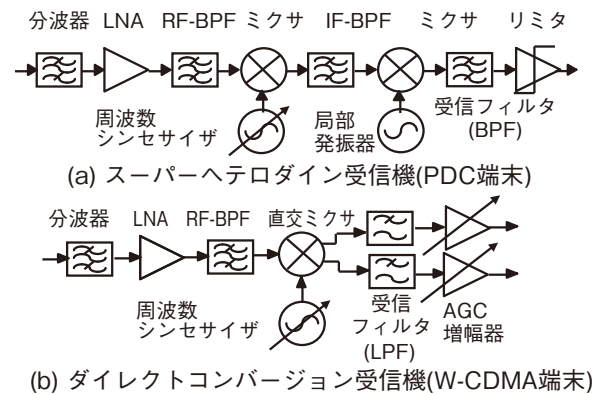 分波器 LNA RF-BPF ミクサ IF-BPF ミクサ リミタ
周波数
シンセサイザ
局部
発振器
受信フィルタ
(BPF)
(a) スーパーヘテロダイン受信機(PDC端末)
分波器 LNA RF-BPF 直交ミクサ
周波数
シンセサイザ
受信
フィルタ
(LPF)
AGC
増幅器
(b) ダイレクトコンバージョン受信機(W-CDMA端末)